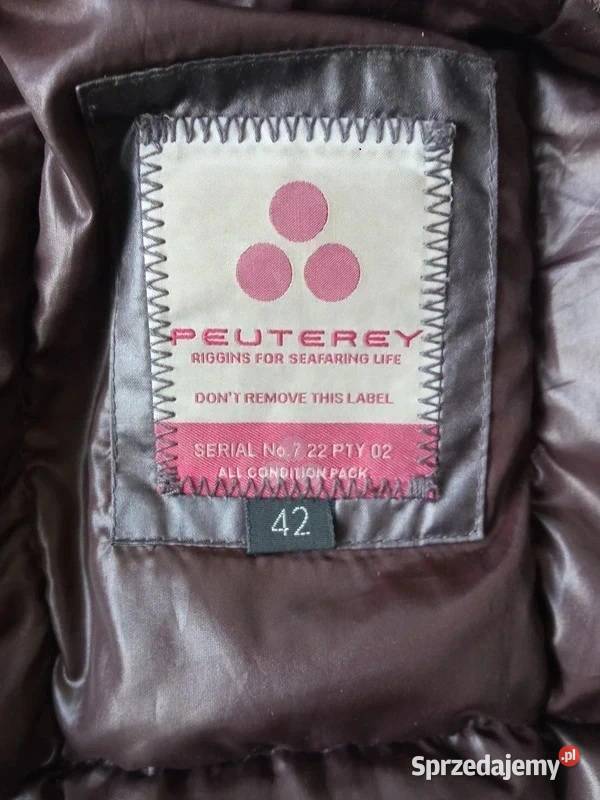 PEUTEREY
RIGGINS FOR SEAFARING LIFE
DON'T REMOVE THIS LABEL
SERIAL No.7 22 PTY 02
ALL CONDITION PACK
42
Sprzedajemy.pl